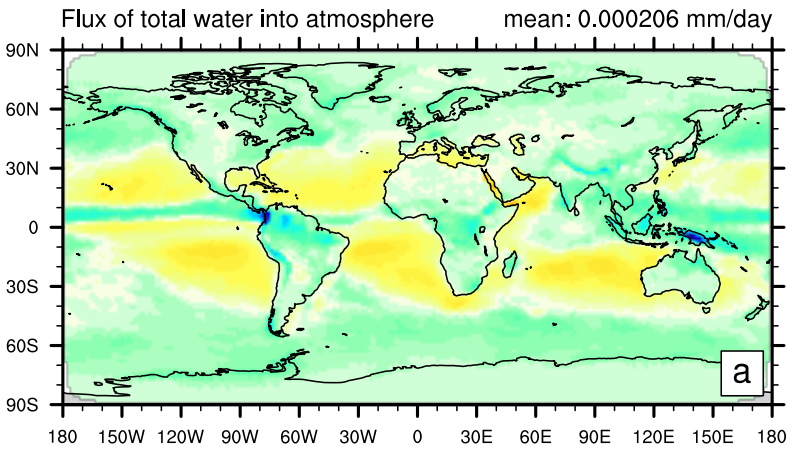 Flux of total water into atmosphere mean: 0.000206 mm/day
90N
60N
30N
0
30S
60S
90S
a
180 150W 120W 90W 60W 30W 0 30E 60E 90E 120E 150E 180